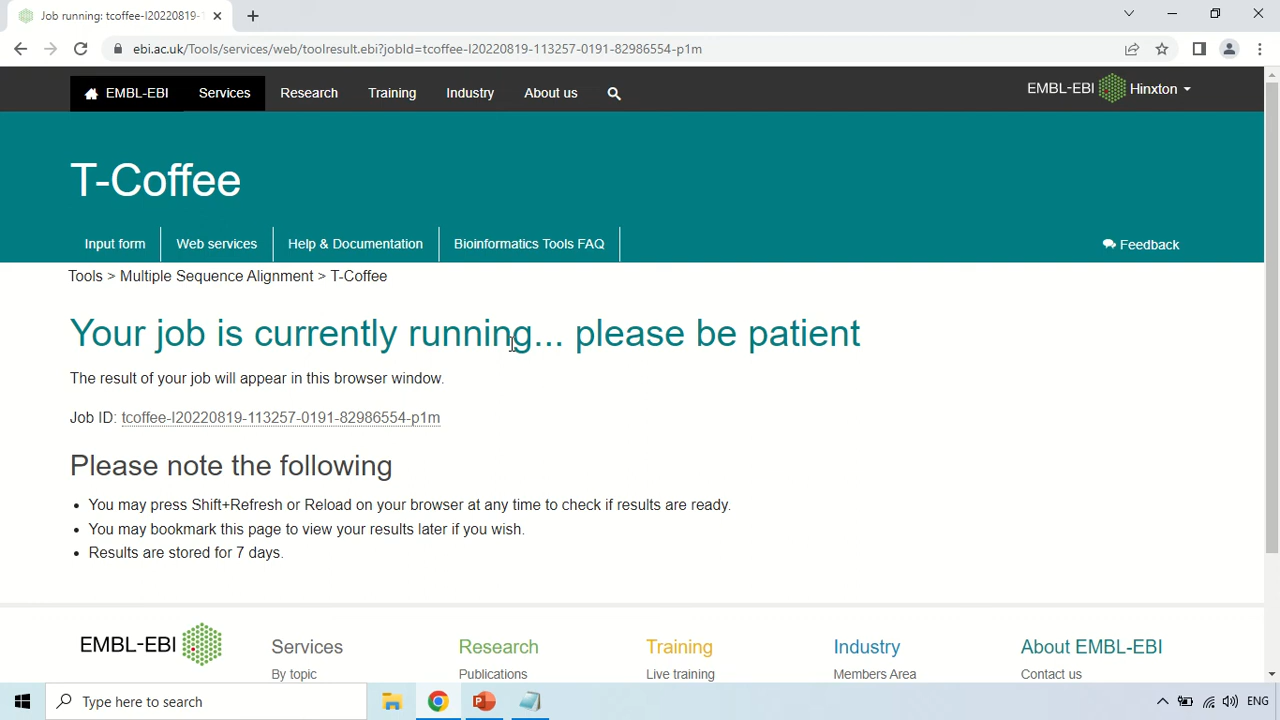 Job running: tcoffee-I20220819-1
ebi.ac.uk/Tools/services/web/toolresult.ebi?jobId=tcoffee-I20220819-113257-0191-82986554-p1m
EMBL-EBI Services Research Training Industry About us EMBL-EBI Hinxton
T-Coffee
Input form Web services Help & Documentation Bioinformatics Tools FAQ Feedback
Tools > Multiple Sequence Alignment > T-Coffee
Your job is currently running... please be patient
The result of your job will appear in this browser window.
Job ID: tcoffee-I20220819-113257-0191-82986554-p1m
Please note the following
• You may press Shift+Refresh or Reload on your browser at any time to check if results are ready.
• You may bookmark this page to view your results later if you wish.
• Results are stored for 7 days.
EMBL-EBI Services Research Training Industry About EMBL-EBI
By topic Publications Live training Members Area Contact us
Type here to search ENG